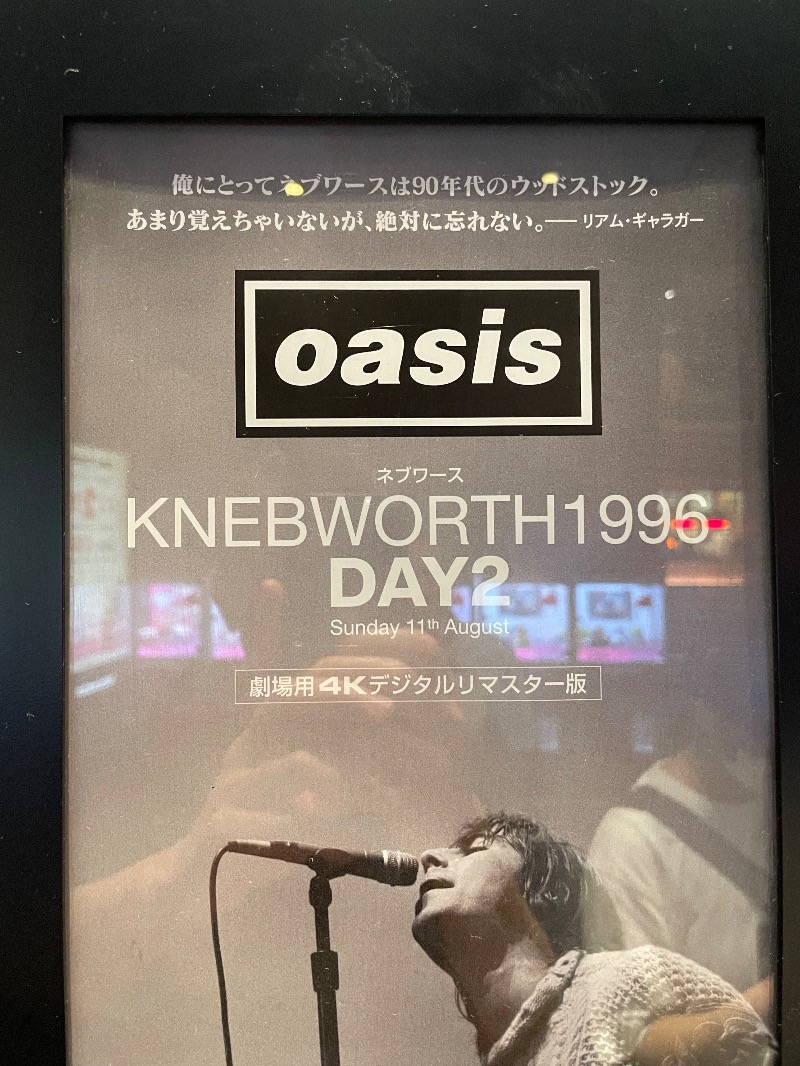 俺にとってネブワースは90年代のウッドストック。
あまり覚えちゃいないが、絶対に忘れない。── リアム・ギャラガー
oasis
ネブワース
KNEBWORTH1996
DAY2
Sunday 11th August
劇場用4Kデジタルリマスター版